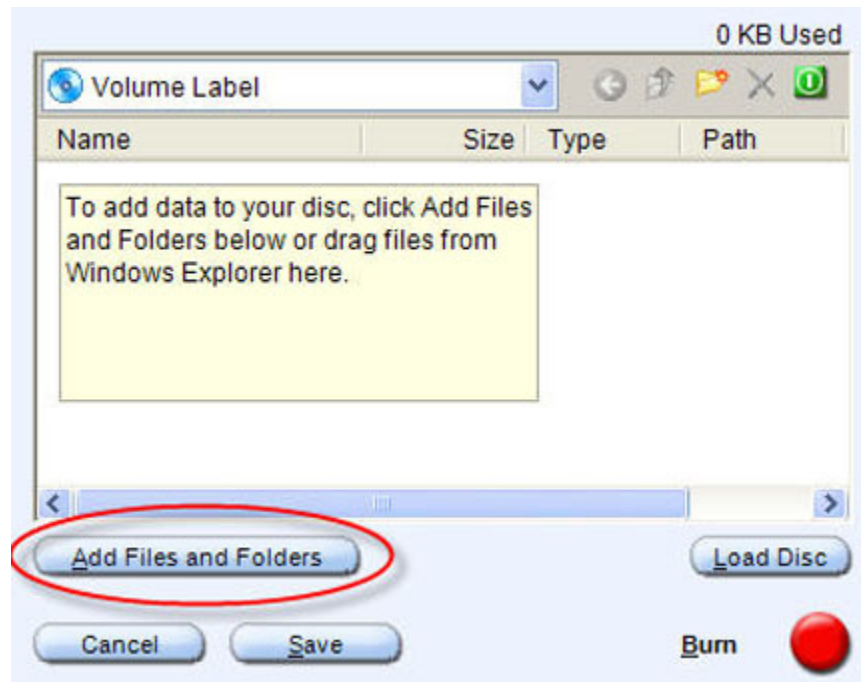 0 KB Used
Volume Label
Name Size Type Path
To add data to your disc, click Add Files
and Folders below or drag files from
Windows Explorer here.
Add Files and Folders Load Disc
Cancel Save Burn